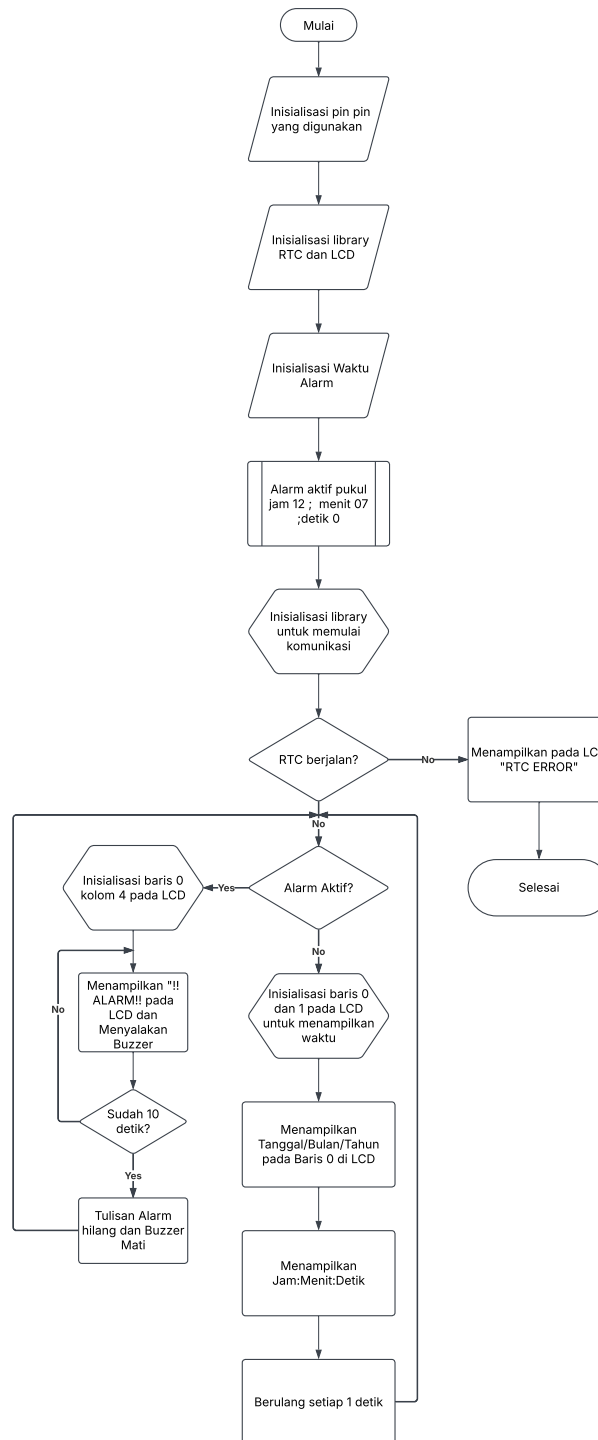 Mulai
Inisialisasi pin pin
yang digunakan
Inisialisasi library
RTC dan LCD
Inisialisasi Waktu
Alarm
Alarm aktif pukul
jam 12 ;  menit 07
;detik 0
Inisialisasi library
untuk memulai
komunikasi
RTC berjalan?
No
Menampilkan pada LC
"RTC ERROR"
Selesai
No
Alarm Aktif?
Yes
Inisialisasi baris 0
kolom 4 pada LCD
Menampilkan "!!
ALARM!! pada
LCD dan
Menyalakan
Buzzer
No
Sudah 10
detik?
Yes
Tulisan Alarm
hilang dan Buzzer
Mati
No
Inisialisasi baris 0
dan 1 pada LCD
untuk menampilkan
waktu
Menampilkan
Tanggal/Bulan/Tahun
pada Baris 0 di LCD
Menampilkan
Jam:Menit:Detik
Berulang setiap 1 detik